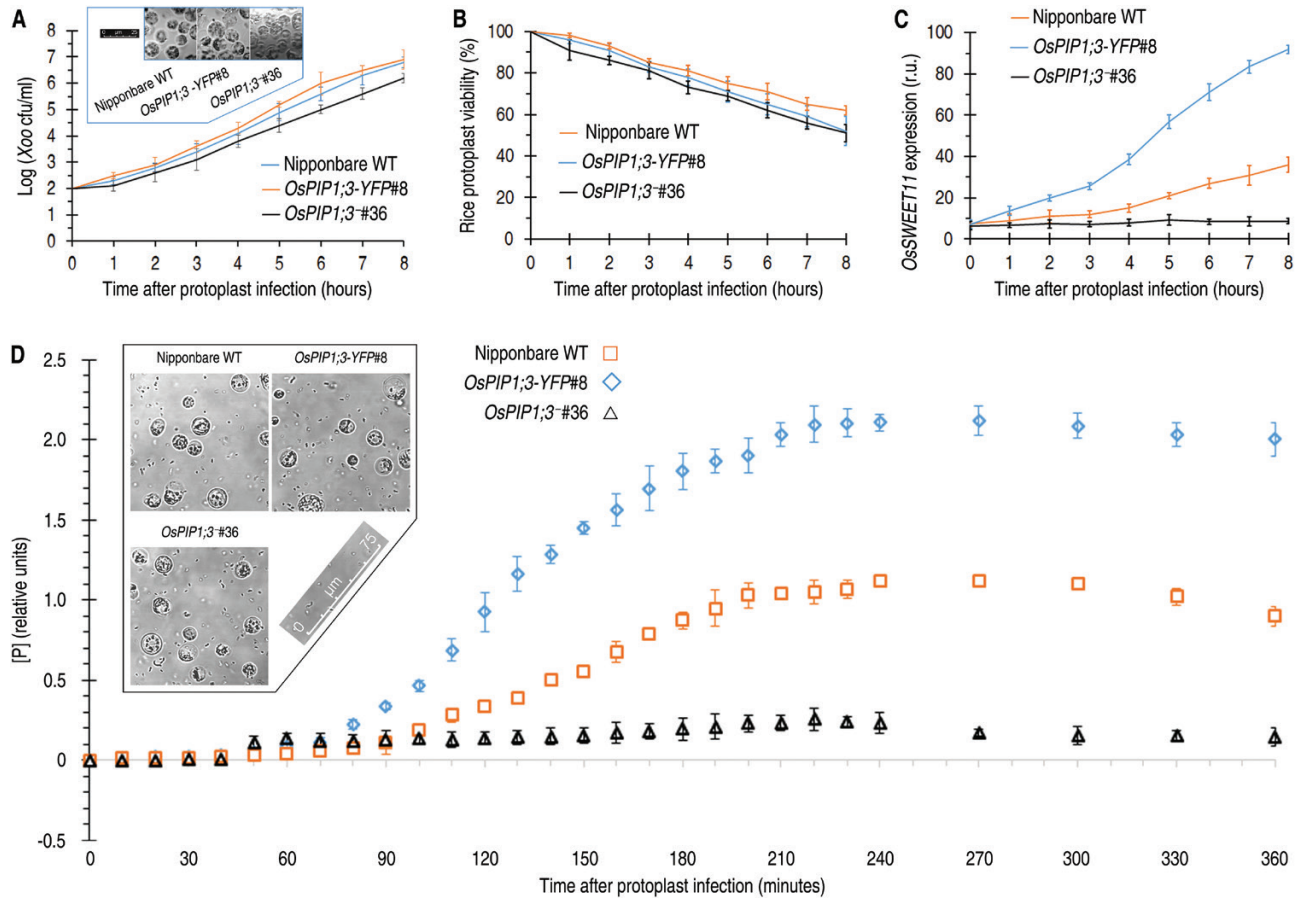 A
Log (Xoo cfu/ml)
8
7
6
5
4
3
2
1
0
0 µm 25
Nipponbare WT
OsPIP1;3 -YFP#8
OsPIP1;3⁻#36
Nipponbare WT
OsPIP1;3-YFP#8
OsPIP1;3⁻#36
0 1 2 3 4 5 6 7 8
Time after protoplast infection (hours)
B
Rice protoplast viability (%)
100
80
60
40
20
0
Nipponbare WT
OsPIP1;3-YFP#8
OsPIP1;3⁻#36
0 1 2 3 4 5 6 7 8
Time after protoplast infection (hours)
C
OsSWEET11 expression (r.u.)
100
80
60
40
20
0
Nipponbare WT
OsPIP1;3-YFP#8
OsPIP1;3⁻#36
0 1 2 3 4 5 6 7 8
Time after protoplast infection (hours)
D
[P] (relative units)
2.5
2.0
1.5
1.0
0.5
0
-0.5
Nipponbare WT
OsPIP1;3-YFP#8
OsPIP1;3⁻#36
0 µm 75
Nipponbare WT
OsPIP1;3-YFP#8
OsPIP1;3⁻#36
0 30 60 90 120 150 180 210 240 270 300 330 360
Time after protoplast infection (minutes)